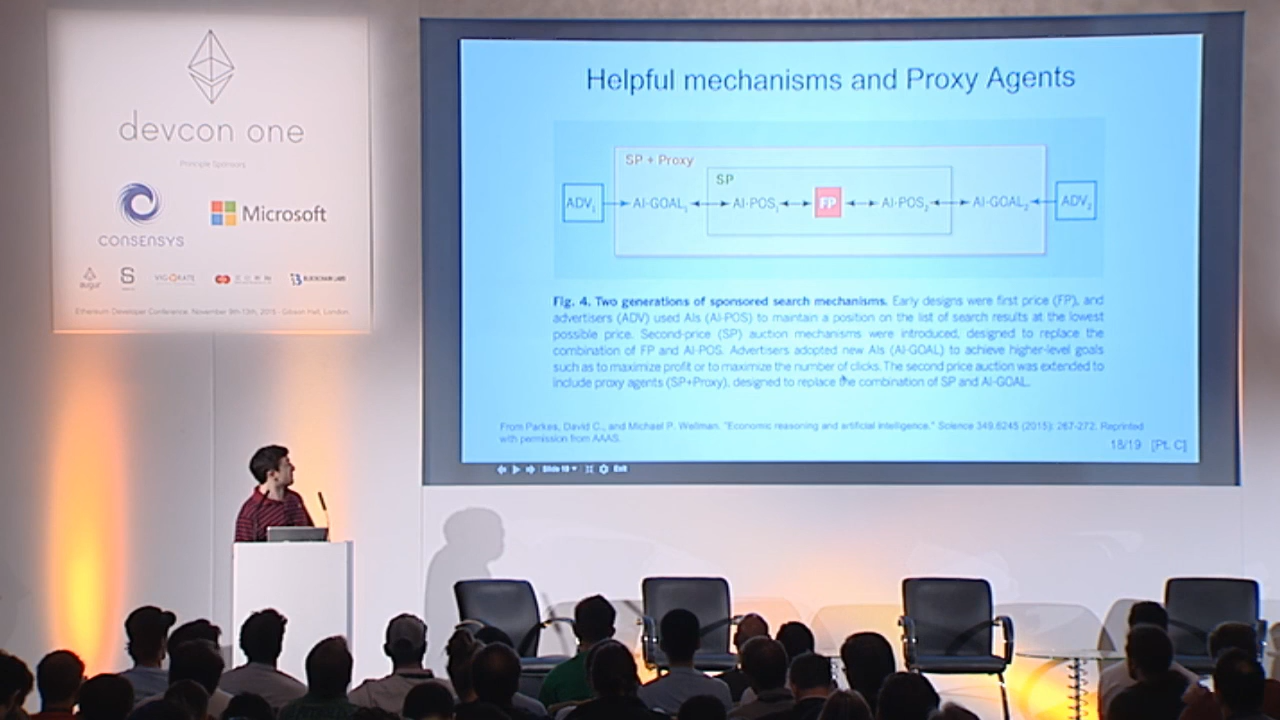 devcon one
Principle Sponsors
CONSENSYS
Microsoft
augur
VIGORATE
BLOCKCHAIN LABS
Ethereum Developer Conference. November 9th-13th, 2015 - Gibson Hall, London
Helpful mechanisms and Proxy Agents
SP + Proxy
SP
ADV1 AI-GOAL1 AI-POS1 FP AI-POS2 AI-GOAL2 ADV2
Fig. 4. Two generations of sponsored search mechanisms. Early designs were first price (FP), and
advertisers (ADV) used AIs (AI-POS) to maintain a position on the list of search results at the lowest
possible price. Second-price (SP) auction mechanisms were introduced, designed to replace the
combination of FP and AI-POS. Advertisers adopted new AIs (AI-GOAL) to achieve higher-level goals
such as to maximize profit or to maximize the number of clicks. The second price auction was extended to
include proxy agents (SP+Proxy), designed to replace the combination of SP and AI-GOAL.
From Parkes, David C., and Michael P. Wellman. "Economic reasoning and artificial intelligence." Science 349.6245 (2015): 267-272. Reprinted
with permission from AAAS.
18/19 [Pt. C]
Slide 18 Exit